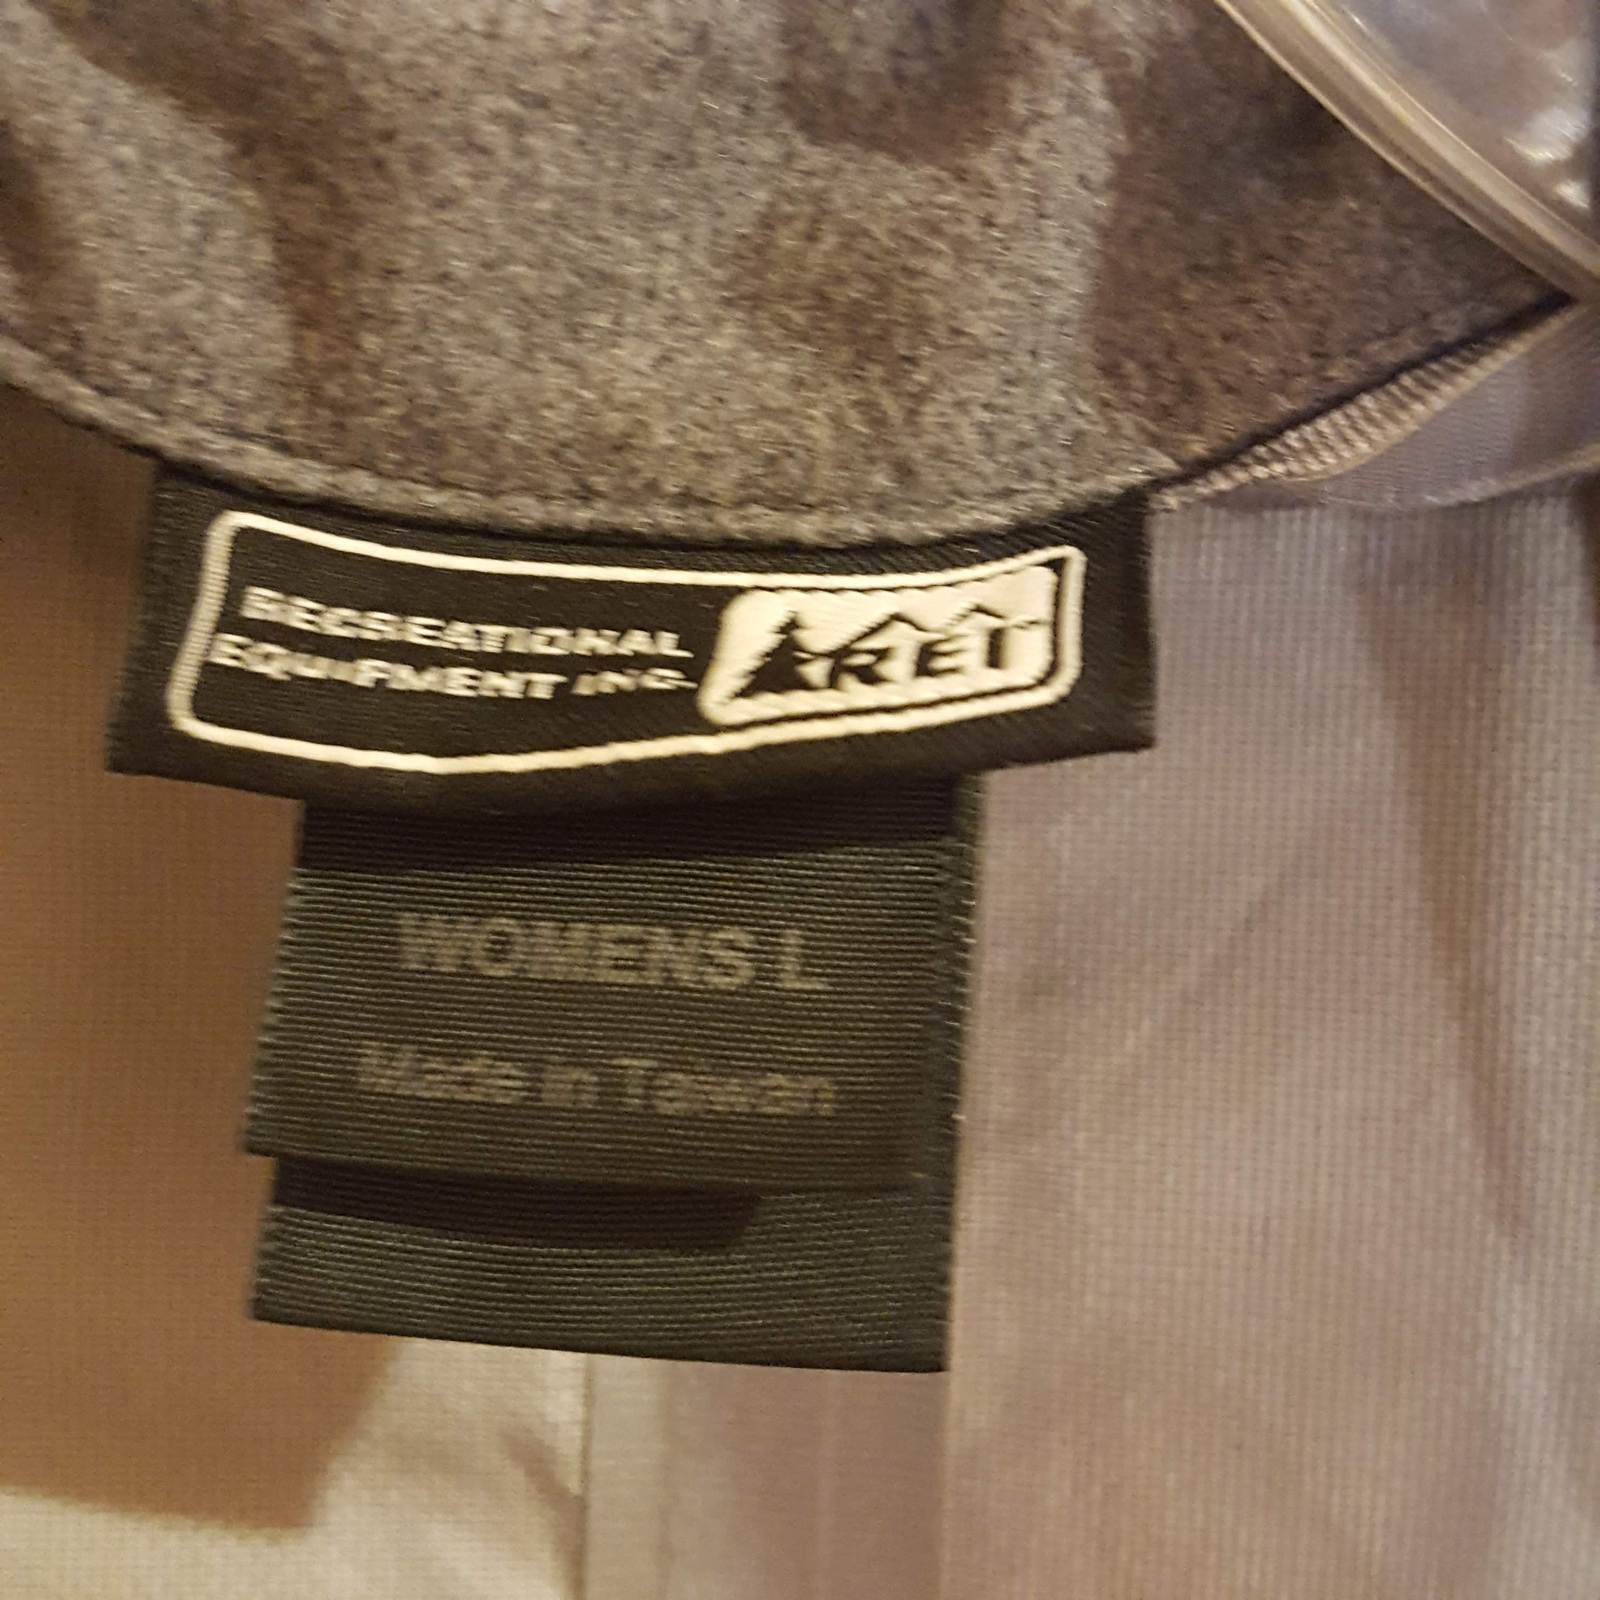 RECREATIONAL
EQUIPMENT INC.
REI
WOMENS L
Made in Taiwan